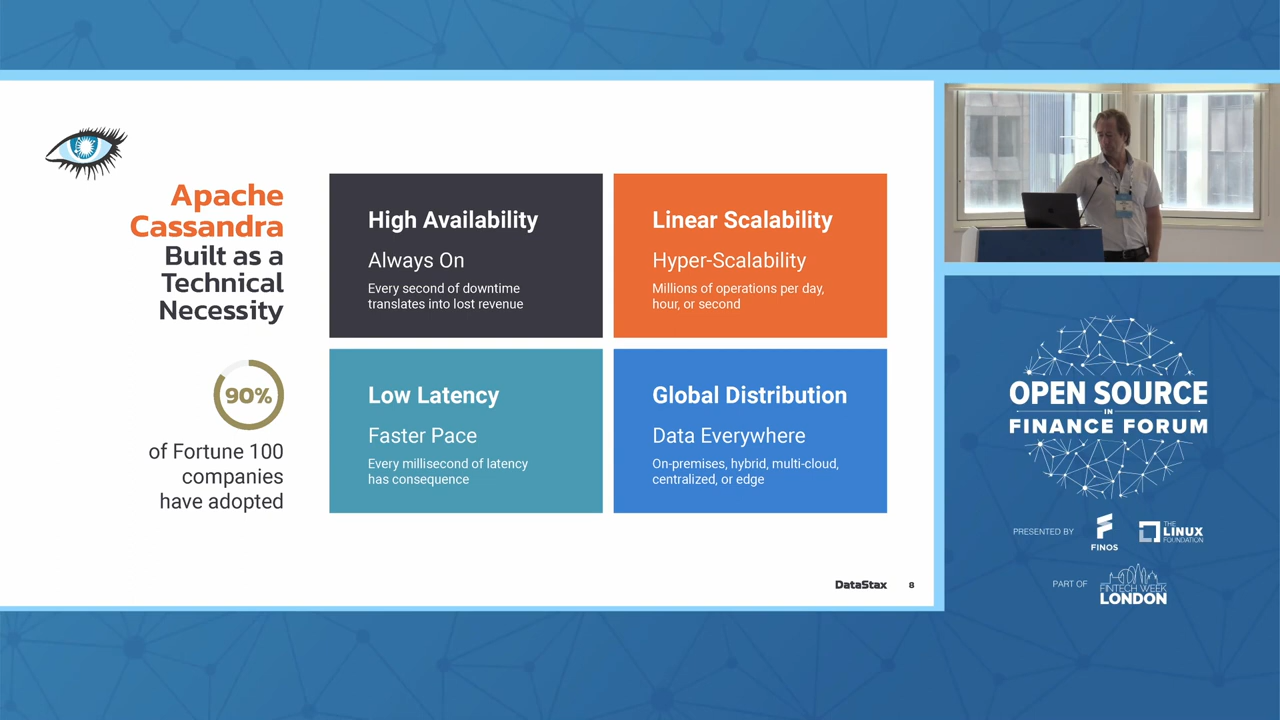 Apache
Cassandra
Built as a
Technical
Necessity
90%
of Fortune 100
companies
have adopted
High Availability
Always On
Every second of downtime
translates into lost revenue
Linear Scalability
Hyper-Scalability
Millions of operations per day,
hour, or second
Low Latency
Faster Pace
Every millisecond of latency
has consequence
Global Distribution
Data Everywhere
On-premises, hybrid, multi-cloud,
centralized, or edge
DataStax
8
OPEN SOURCE
IN
FINANCE FORUM
PRESENTED BY
FINOS
THE
LINUX
FOUNDATION
PART OF
FINTECH WEEK
LONDON